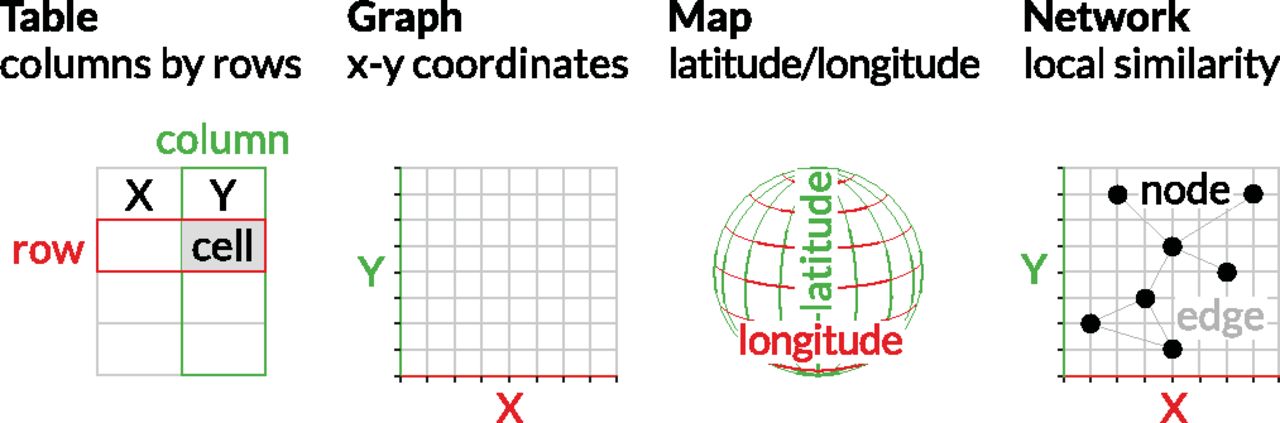 Table
columns by rows
column
X Y
row
cell
Graph
x-y coordinates
Y
X
Map
latitude/longitude
latitude
longitude
Network
local similarity
node
Y
edge
X